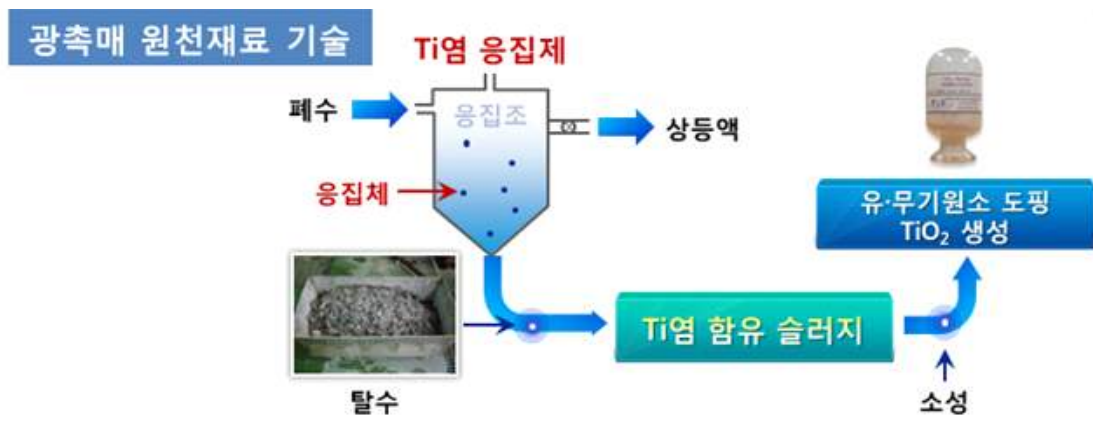 광촉매 원천재료 기술
Ti염 응집제
폐수
응집조
상등액
응집체
유·무기원소 도핑
TiO₂ 생성
Ti염 함유 슬러지
탈수
소성